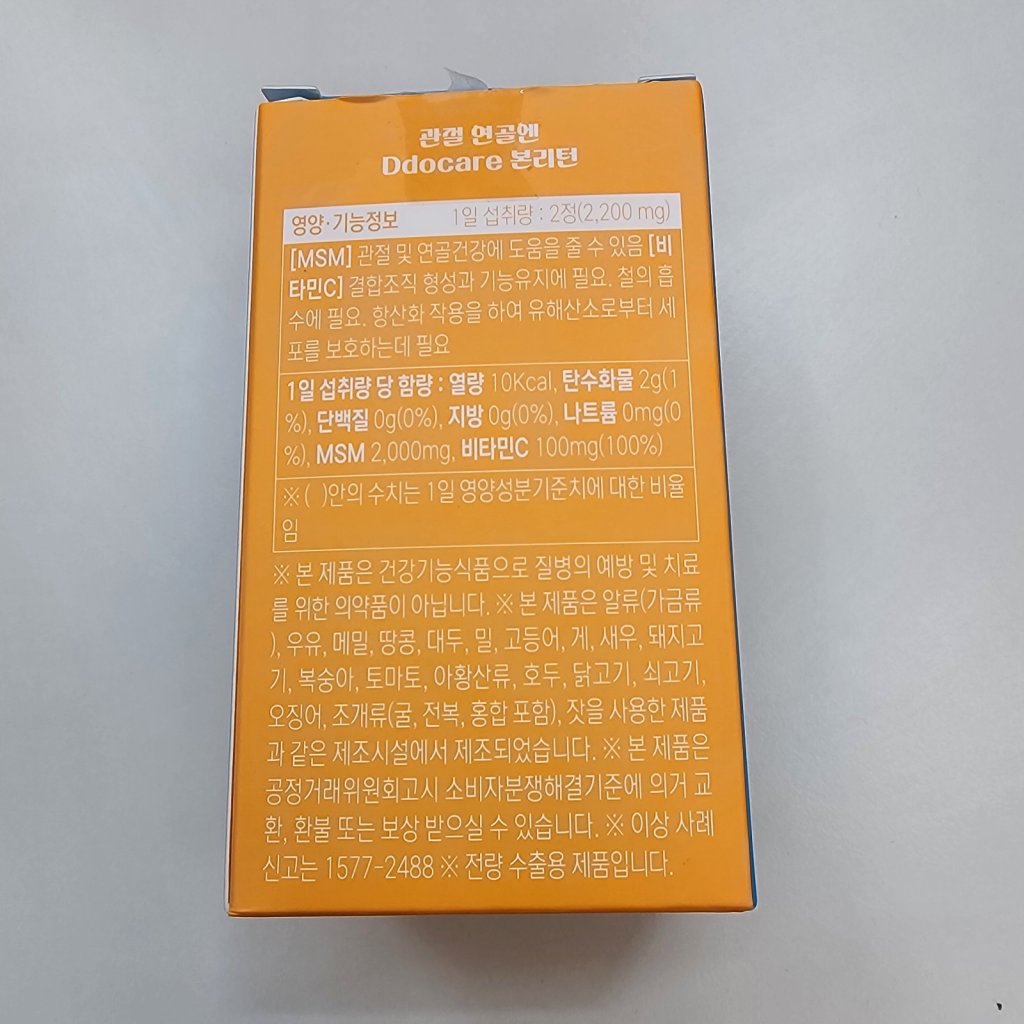 관절 연골엔
Ddocare 본리턴
영양·기능정보 1일 섭취량 : 2정(2,200 mg)
[MSM] 관절 및 연골건강에 도움을 줄 수 있음 [비
타민C] 결합조직 형성과 기능유지에 필요. 철의 흡
수에 필요. 항산화 작용을 하여 유해산소로부터 세
포를 보호하는데 필요
1일 섭취량 당 함량 : 열량 10Kcal, 탄수화물 2g(1
%), 단백질 0g(0%), 지방 0g(0%), 나트륨 0mg(0
%), MSM 2,000mg, 비타민C 100mg(100%)
※ ( )안의 수치는 1일 영양성분기준치에 대한 비율
임
※ 본 제품은 건강기능식품으로 질병의 예방 및 치료
를 위한 의약품이 아닙니다. ※ 본 제품은 알류(가금류
), 우유, 메밀, 땅콩, 대두, 밀, 고등어, 게, 새우, 돼지고
기, 복숭아, 토마토, 아황산류, 호두, 닭고기, 쇠고기,
오징어, 조개류(굴, 전복, 홍합 포함), 잣을 사용한 제품
과 같은 제조시설에서 제조되었습니다. ※ 본 제품은
공정거래위원회고시 소비자분쟁해결기준에 의거 교
환, 환불 또는 보상 받으실 수 있습니다. ※ 이상 사례
신고는 1577-2488 ※ 전량 수출용 제품입니다.